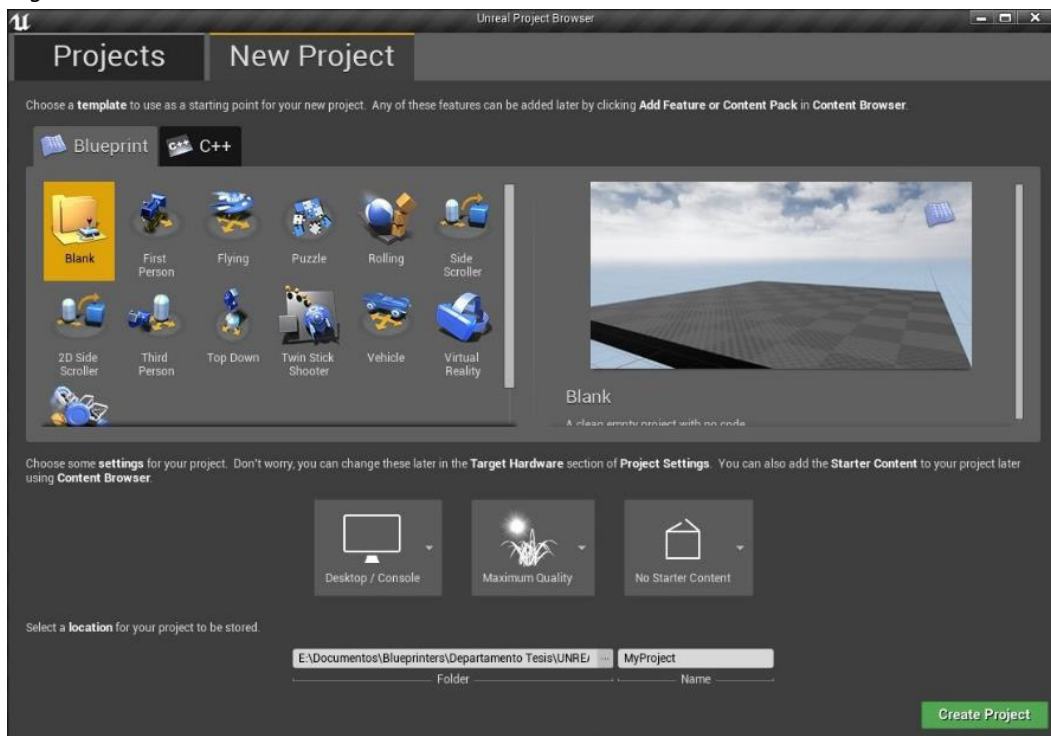 Unreal Project Browser
Projects
New Project
Choose a template to use as a starting point for your new project. Any of these features can be added later by clicking Add Feature or Content Pack in Content Browser.
Blueprint
C++
Blank
First
Person
Flying
Puzzle
Rolling
Side
Scroller
2D Side
Scroller
Third
Person
Top Down
Twin Stick
Shooter
Vehicle
Virtual
Reality
Blank
A clean empty project with no code.
Choose some settings for your project. Don't worry, you can change these later in the Target Hardware section of Project Settings. You can also add the Starter Content to your project later
using Content Browser.
Desktop / Console
Maximum Quality
No Starter Content
Select a location for your project to be stored.
E:\Documentos\Blueprinters\Departamento Tesis\UNRE/
...
MyProject
Folder
Name
Create Project